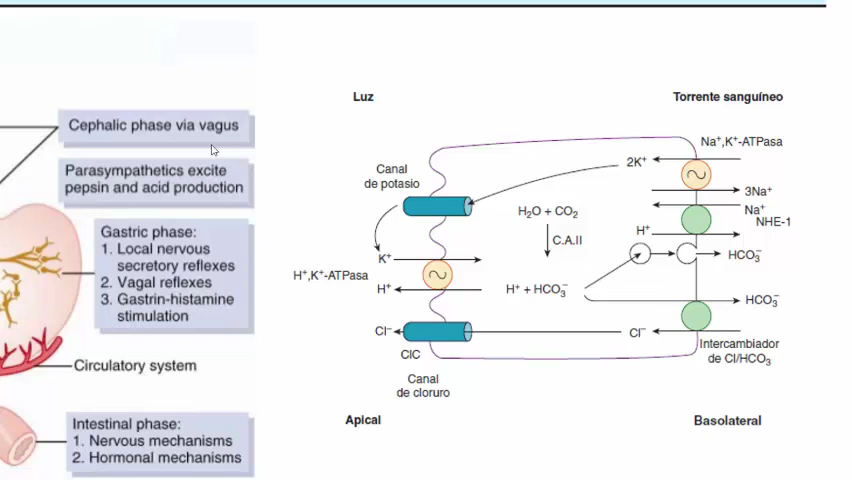 Cephalic phase via vagus
Parasympathetics excite
pepsin and acid production
Gastric phase:
1. Local nervous
secretory reflexes
2. Vagal reflexes
3. Gastrin-histamine
stimulation
Circulatory system
Intestinal phase:
1. Nervous mechanisms
2. Hormonal mechanisms
Luz
Torrente sanguíneo
Na⁺,K⁺-ATPasa
2K⁺
Canal
de potasio
3Na⁺
H₂O + CO₂
Na⁺
NHE-1
H⁺
C.A.II
K⁺
HCO₃⁻
H⁺,K⁺-ATPasa
H⁺
H⁺ + HCO₃⁻
HCO₃⁻
Cl⁻
Cl⁻
ClC
Intercambiador
de Cl/HCO₃
Canal
de cloruro
Apical
Basolateral